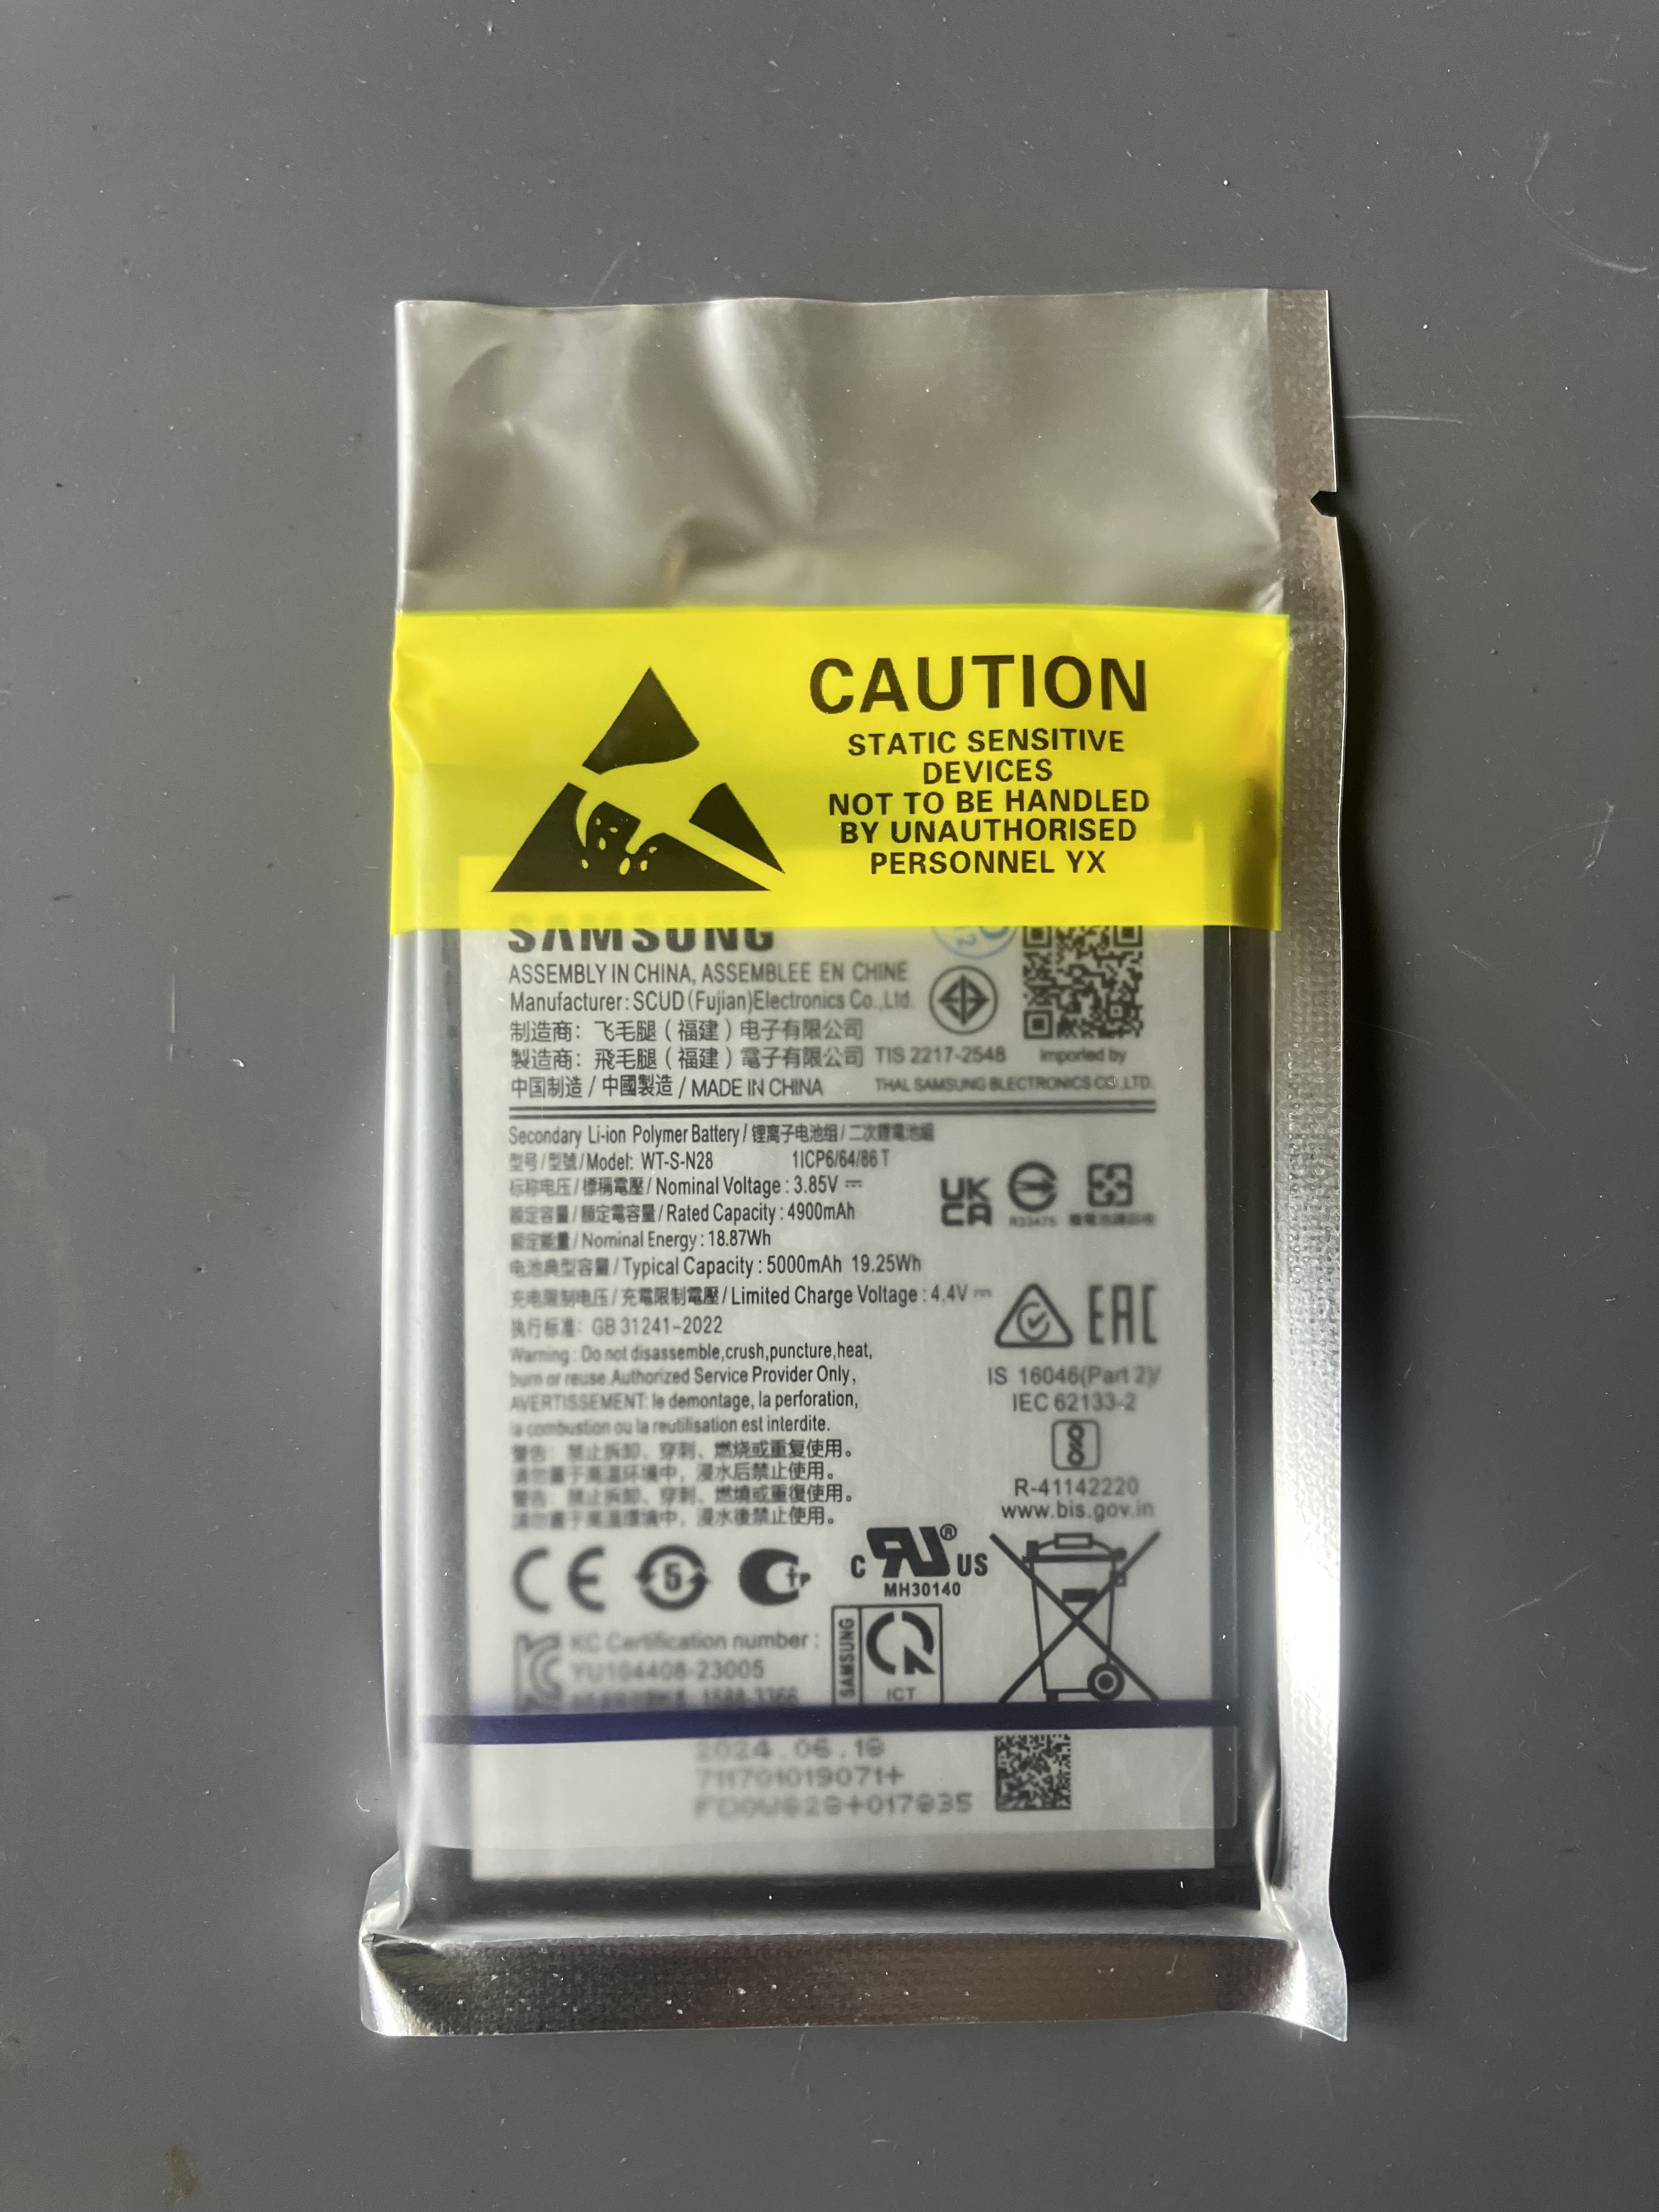 CAUTION
STATIC SENSITIVE
DEVICES
NOT TO BE HANDLED
BY UNAUTHORISED
PERSONNEL YX
SAMSUNG
ASSEMBLY IN CHINA, ASSEMBLEE EN CHINE
Manufacturer: SCUD (Fujian)Electronics Co.,Ltd.
制造商：飞毛腿（福建）电子有限公司
製造商：飛毛腿（福建）電子有限公司 TIS 2217-2548 Imported by
中国制造 / 中國製造 / MADE IN CHINA THAI SAMSUNG ELECTRONICS CO.,LTD.
Secondary Li-ion Polymer Battery / 锂离子电池组 / 二次鋰電池組
型号 / 型號 / Model: WT-S-N28 1ICP6/64/86 T
标称电压 / 標稱電壓 / Nominal Voltage : 3.85V ⎓
額定容量 / 額定電容量 / Rated Capacity : 4900mAh
額定能量 / Nominal Energy : 18.87Wh
电池典型容量 / Typical Capacity : 5000mAh 19.25Wh
充电限制电压 / 充電限制電壓 / Limited Charge Voltage : 4.4V ⎓
执行标准：GB 31241-2022
Warning : Do not disassemble,crush,puncture,heat,
burn or reuse.Authorized Service Provider Only,
AVERTISSEMENT: le demontage, la perforation,
la combustion ou la reutilisation est interdite.
警告：禁止拆卸、穿刺、燃烧或重复使用。
请勿置于高温环境中，浸水后禁止使用。
警告：禁止拆卸、穿刺、燃燒或重復使用。
請勿置于高溫環境中，浸水後禁止使用。
UK
CA
R33475 廢電池請回收
EAC
IS 16046(Part 2)/
IEC 62133-2
R-41142220
www.bis.gov.in
CE 5 C UR® US
MH30140
KC Certification number :
YU104408-23005
1588-3366
SAMSUNG
ICT
2024.06.18
711701019071+